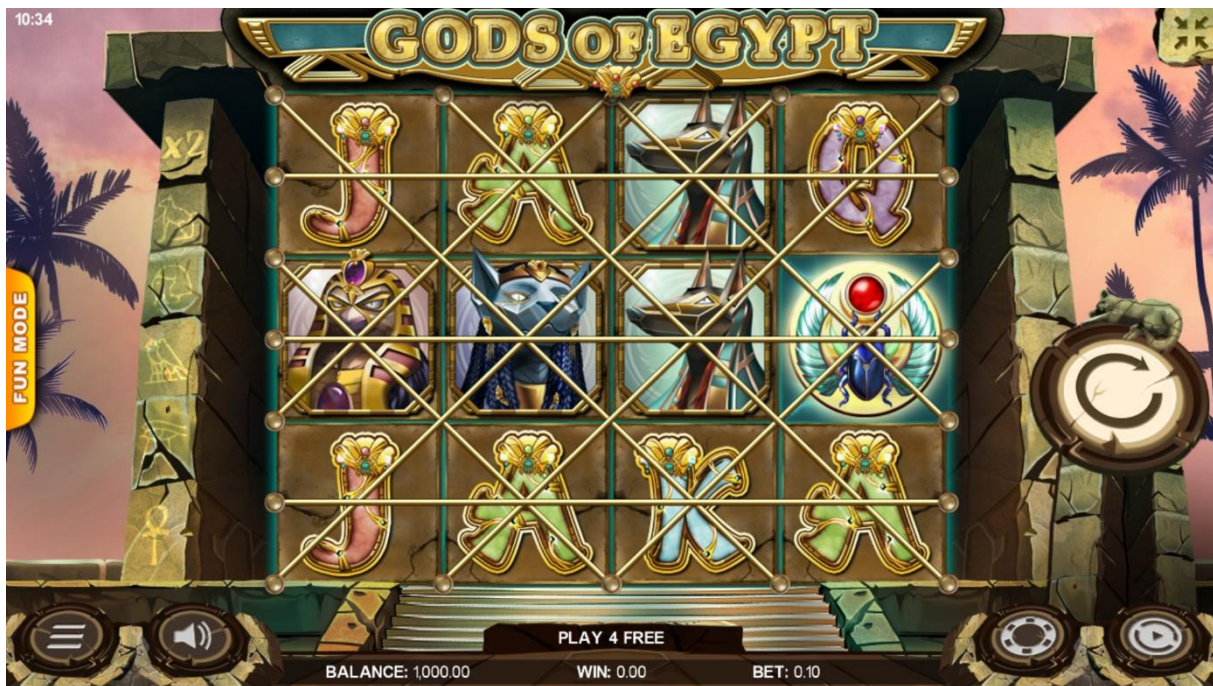 10:34
GODS OF EGYPT
x2
J A Q
J A K A
FUN MODE
PLAY 4 FREE
BALANCE: 1,000.00 WIN: 0.00 BET: 0.10